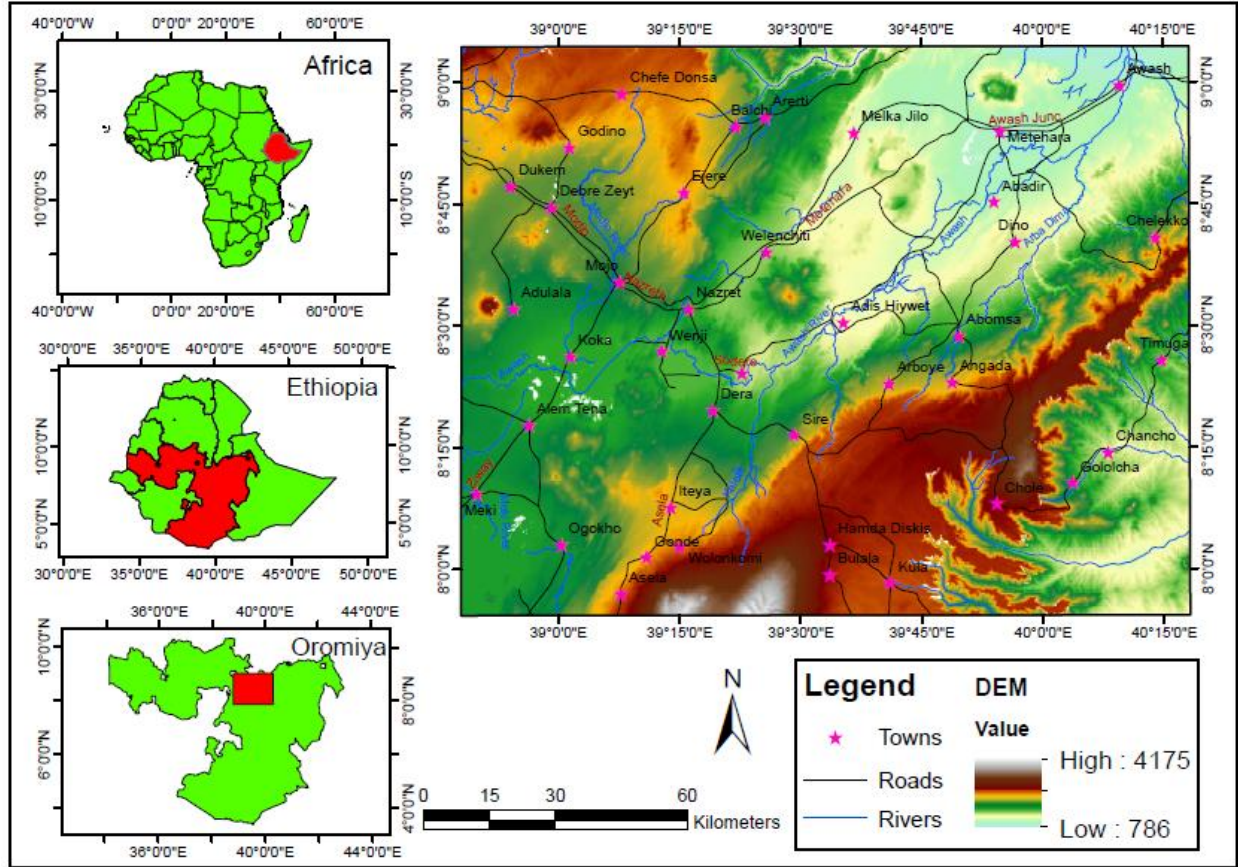 40°0'0"W 0°0'0" 20°0'0"E 60°0'0"E
Africa
30°0'0"N
10°0'0"S
30°0'0"N
10°0'0"S
40°0'0"W 0°0'0" 20°0'0"E 60°0'0"E
30°0'0"E 40°0'0"E 50°0'0"E
35°0'0"E 45°0'0"E
Ethiopia
10°0'0"N
5°0'0"N
10°0'0"N
5°0'0"N
30°0'0"E 35°0'0"E 40°0'0"E 45°0'0"E 50°0'0"E
36°0'0"E 40°0'0"E 44°0'0"E
Oromiya
10°0'0"N
6°0'0"N
8°0'0"N
4°0'0"N
36°0'0"E 40°0'0"E 44°0'0"E
39°0'0"E 39°15'0"E 39°30'0"E 39°45'0"E 40°0'0"E 40°15'0"E
9°0'0"N
8°45'0"N
8°30'0"N
8°15'0"N
8°0'0"N
9°0'0"N
8°45'0"N
8°30'0"N
8°15'0"N
8°0'0"N
Awash
Chefe Donsa
Arerti
Balchi
Melka Jilo
Awash Junc.
Metehara
Godino
Dukem
Debre Zeyt
Ejere
Abadir
Modjo
Metehara
Awash
Arba Dima
Dino
Chelekko
Welenchiti
Mojo
Nazreta
Nazret
Adulala
Adis Hiywet
Awash River
Abomsa
Wenji
Timuga
Koka
Awash
Sodere
Arboye
Angada
Dera
Alem Tena
Sire
Chancho
Gololcha
Ziway
Meki
Iteya
Asela
Chole
Ogokho
Gonde
Wolonkomi
Hamda Diskis
Bulala
Kula
Asela
39°0'0"E 39°15'0"E 39°30'0"E 39°45'0"E 40°0'0"E 40°15'0"E
N
0 15 30 60
Kilometers
Legend
Towns
Roads
Rivers
DEM
Value
High : 4175
Low : 786